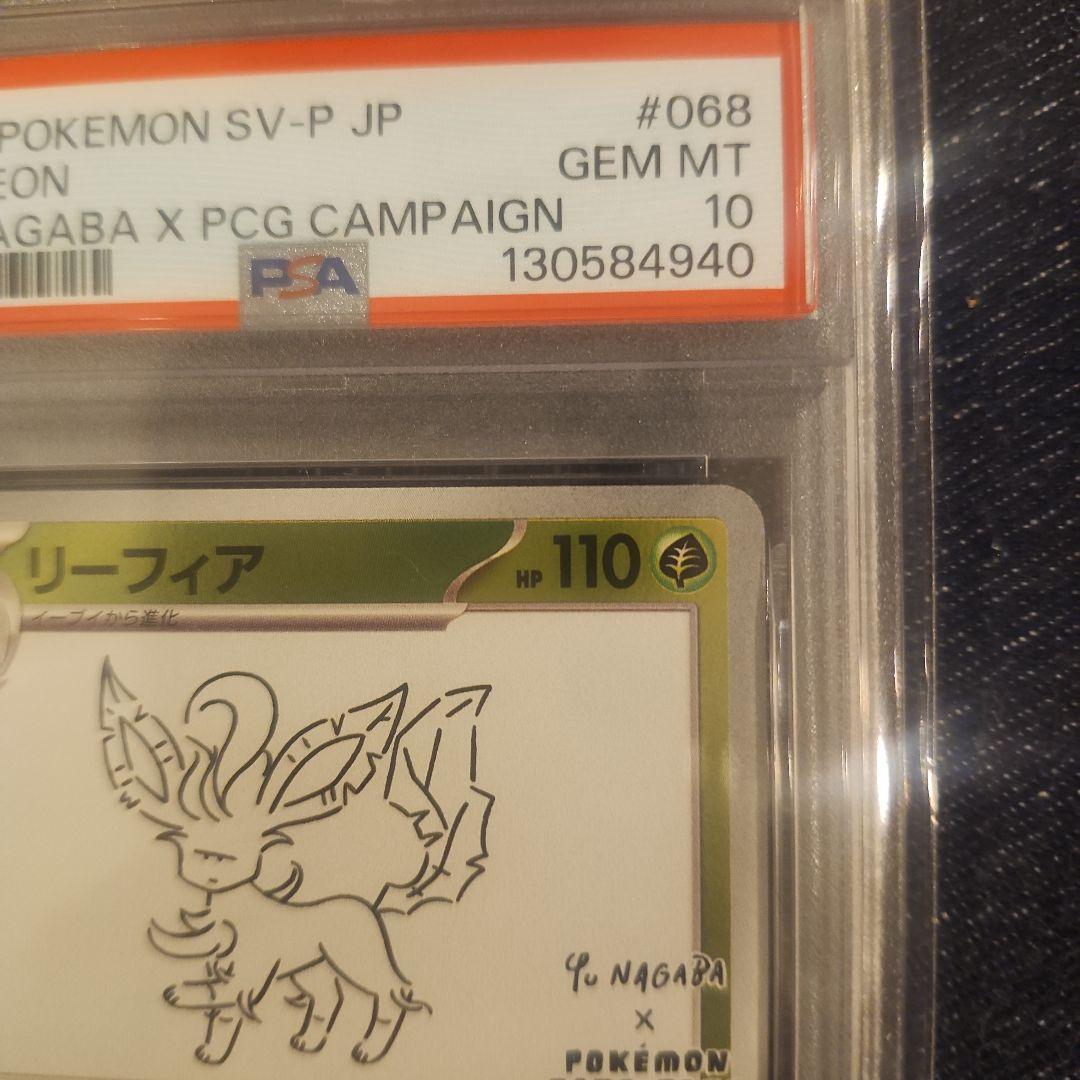 POKEMON SV-P JP #068
EON GEM MT
AGABA X PCG CAMPAIGN 10
PSA 130584940
リーフィア HP 110
イーブイから進化
Yu NAGABA
X
POKÉMON